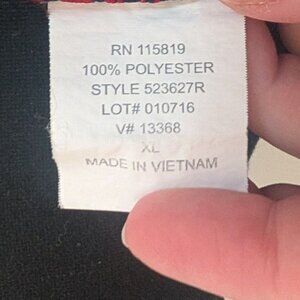 RN 115819
100% POLYESTER
STYLE 523627R
LOT# 010716
V# 13368
XL
MADE IN VIETNAM